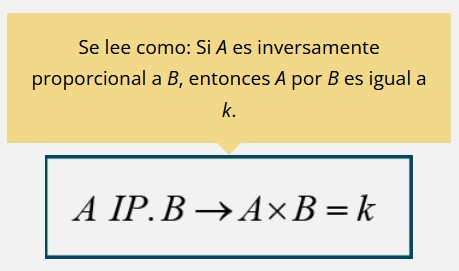 Se lee como: Si A es inversamente
proporcional a B, entonces A por B es igual a
k.
A IP. B → A × B = k